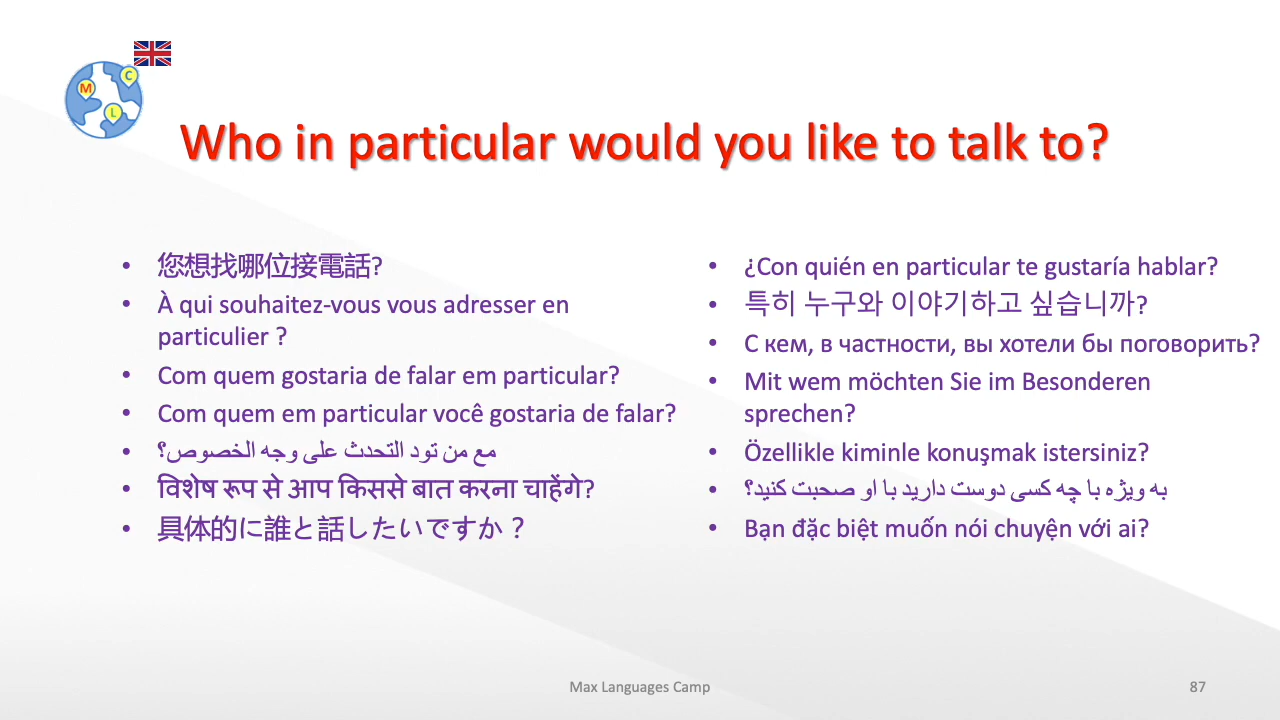 M
C
L
Who in particular would you like to talk to?
• 您想找哪位接電話?
• À qui souhaitez-vous vous adresser en
particulier ?
• Com quem gostaria de falar em particular?
• Com quem em particular você gostaria de falar?
• مع من تود التحدث على وجه الخصوص؟
• विशेष रूप से आप किससे बात करना चाहेंगे?
• 具体的に誰と話したいですか？
• ¿Con quién en particular te gustaría hablar?
• 특히 누구와 이야기하고 싶습니까?
• С кем, в частности, вы хотели бы поговорить?
• Mit wem möchten Sie im Besonderen
sprechen?
• Özellikle kiminle konuşmak istersiniz?
• به ویژه با چه کسی دوست دارید با او صحبت کنید؟
• Bạn đặc biệt muốn nói chuyện với ai?
Max Languages Camp
87